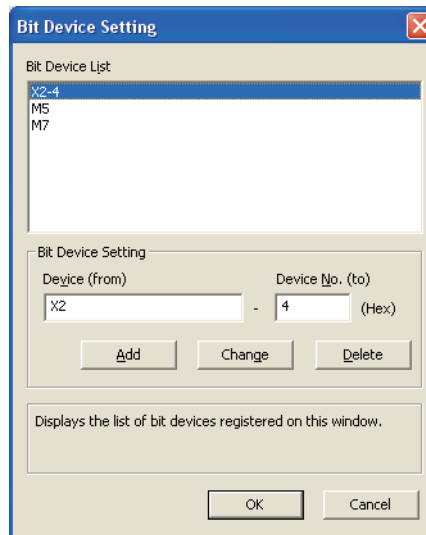 Bit Device Setting
Bit Device List
X2-4
M5
M7
Bit Device Setting
Device (from) Device No. (to)
X2 - 4 (Hex)
Add Change Delete
Displays the list of bit devices registered on this window.
OK Cancel